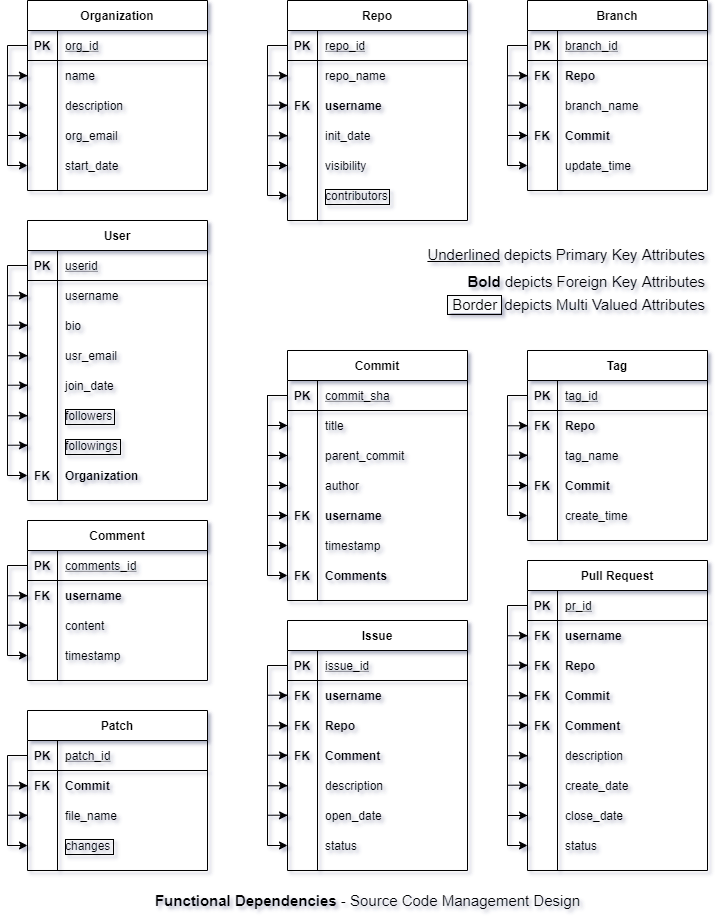 Organization
PK org_id
name
description
org_email
start_date
Repo
PK repo_id
repo_name
FK username
init_date
visibility
contributors
Branch
PK branch_id
FK Repo
branch_name
FK Commit
update_time
User
PK userid
username
bio
usr_email
join_date
followers
followings
FK Organization
Underlined depicts Primary Key Attributes
Bold depicts Foreign Key Attributes
Border depicts Multi Valued Attributes
Commit
PK commit_sha
title
parent_commit
author
FK username
timestamp
FK Comments
Tag
PK tag_id
FK Repo
tag_name
FK Commit
create_time
Comment
PK comments_id
FK username
content
timestamp
Issue
PK issue_id
FK username
FK Repo
FK Comment
description
open_date
status
Pull Request
PK pr_id
FK username
FK Repo
FK Commit
FK Comment
description
create_date
close_date
status
Patch
PK patch_id
FK Commit
file_name
changes
Functional Dependencies - Source Code Management Design